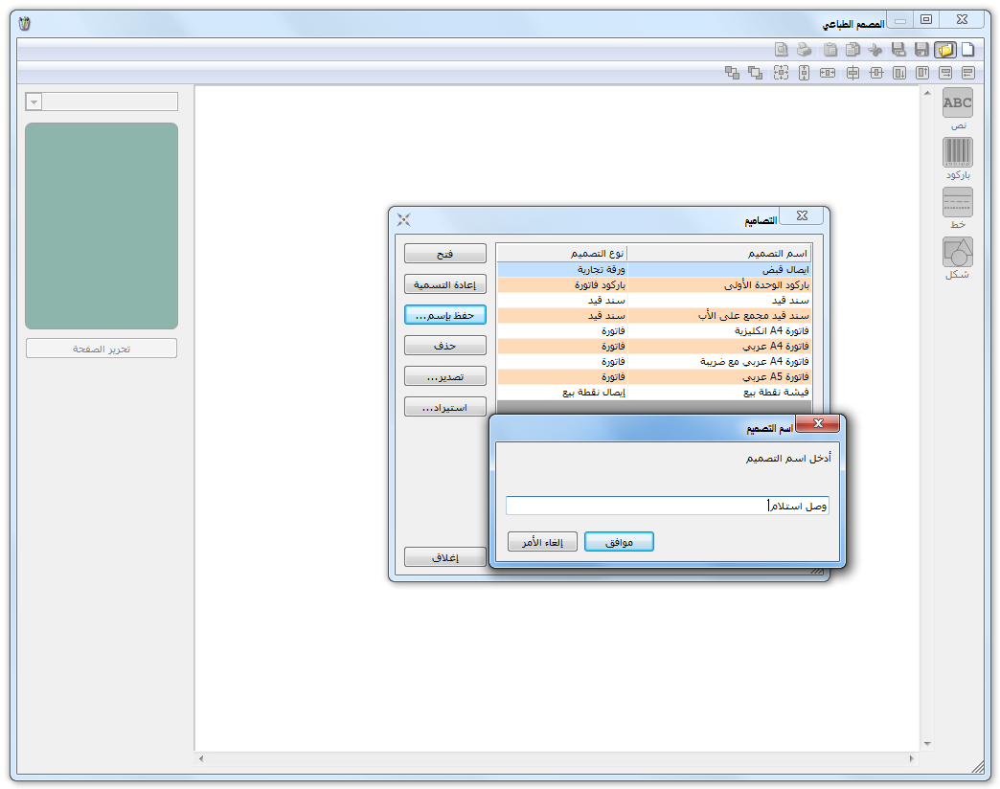 المصمم الطباعي
ABC
نص
باركود
خط
شكل
تحرير الصفحة
التصاميم
اسم التصميم نوع التصميم
ايصال قبض ورقة تجارية
باركود الوحدة الأولى باركود فاتورة
سند قيد سند قيد
سند قيد مجمع على الأب سند قيد
فاتورة A4 انكليزية فاتورة
فاتورة A4 عربي فاتورة
فاتورة A4 عربي مع ضريبة فاتورة
فاتورة A5 عربي فاتورة
فيشة نقطة بيع إيصال نقطة بيع
فتح
إعادة التسمية
حفظ بإسم...
حذف
تصدير...
استيراد...
إغلاق
اسم التصميم
أدخل اسم التصميم
وصل استلام
موافق إلغاء الأمر